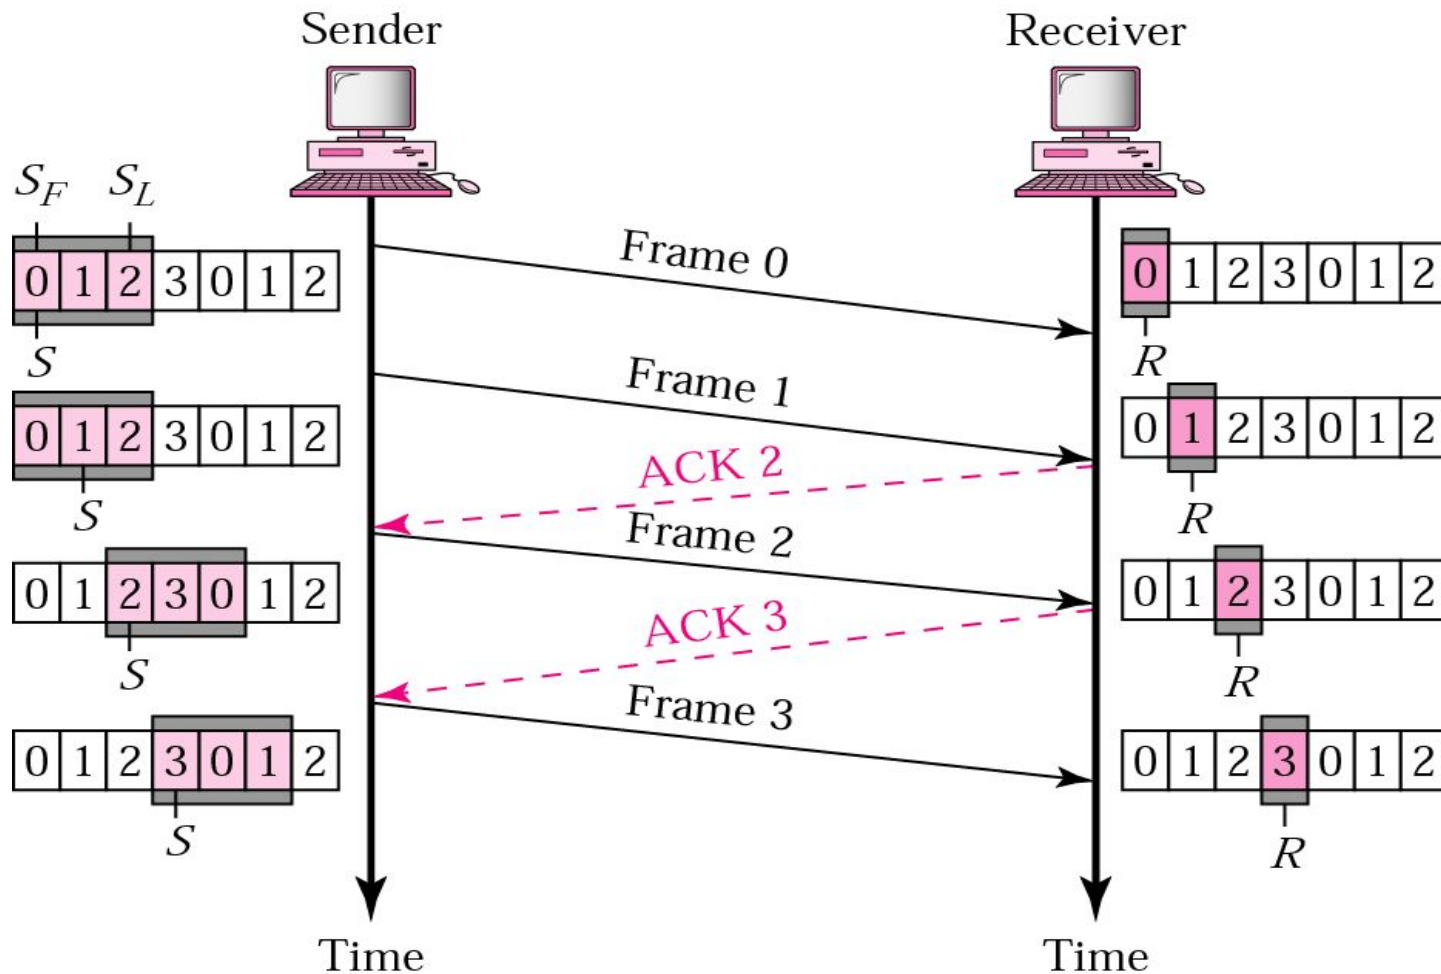 Sender Receiver
S_F S_L
Frame 0
0 1 2 3 0 1 2
0 1 2 3 0 1 2
S
R
Frame 1
0 1 2 3 0 1 2
0 1 2 3 0 1 2
ACK 2
S
R
Frame 2
0 1 2 3 0 1 2
0 1 2 3 0 1 2
ACK 3
S
R
Frame 3
0 1 2 3 0 1 2
0 1 2 3 0 1 2
S
R
Time Time